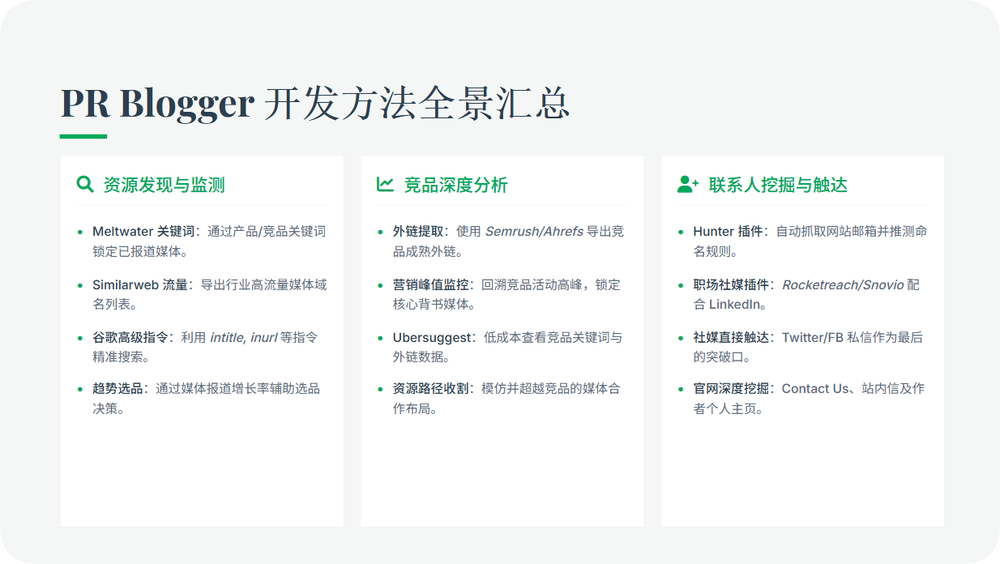 PR Blogger 开发方法全景汇总
资源发现与监测
Meltwater 关键词：通过产品/竞品关键词
锁定已报道媒体。
Similarweb 流量：导出行业高流量媒体域
名列表。
谷歌高级指令：利用 intitle, inurl 等指令
精准搜索。
趋势选品：通过媒体报道增长率辅助选品
决策。
竞品深度分析
外链提取：使用 Semrush/Ahrefs 导出竞
品成熟外链。
营销峰值监控：回溯竞品活动高峰，锁定
核心背书媒体。
Ubersuggest：低成本查看竞品关键词与
外链数据。
资源路径收割：模仿并超越竞品的媒体合
作布局。
联系人挖掘与触达
Hunter 插件：自动抓取网站邮箱并推测命
名规则。
职场社媒插件：Rocketreach/Snovio 配
合 LinkedIn。
社媒直接触达：Twitter/FB 私信作为最后
的突破口。
官网深度挖掘：Contact Us、站内信及作
者个人主页。